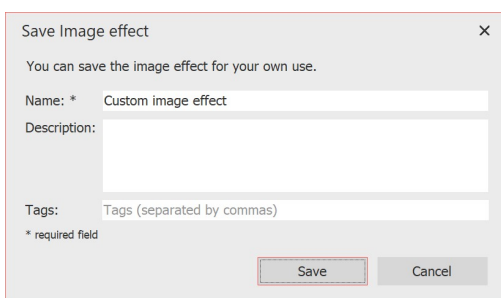 Save Image effect
You can save the image effect for your own use.
Name: * Custom image effect
Description:
Tags: Tags (separated by commas)
* required field
Save Cancel